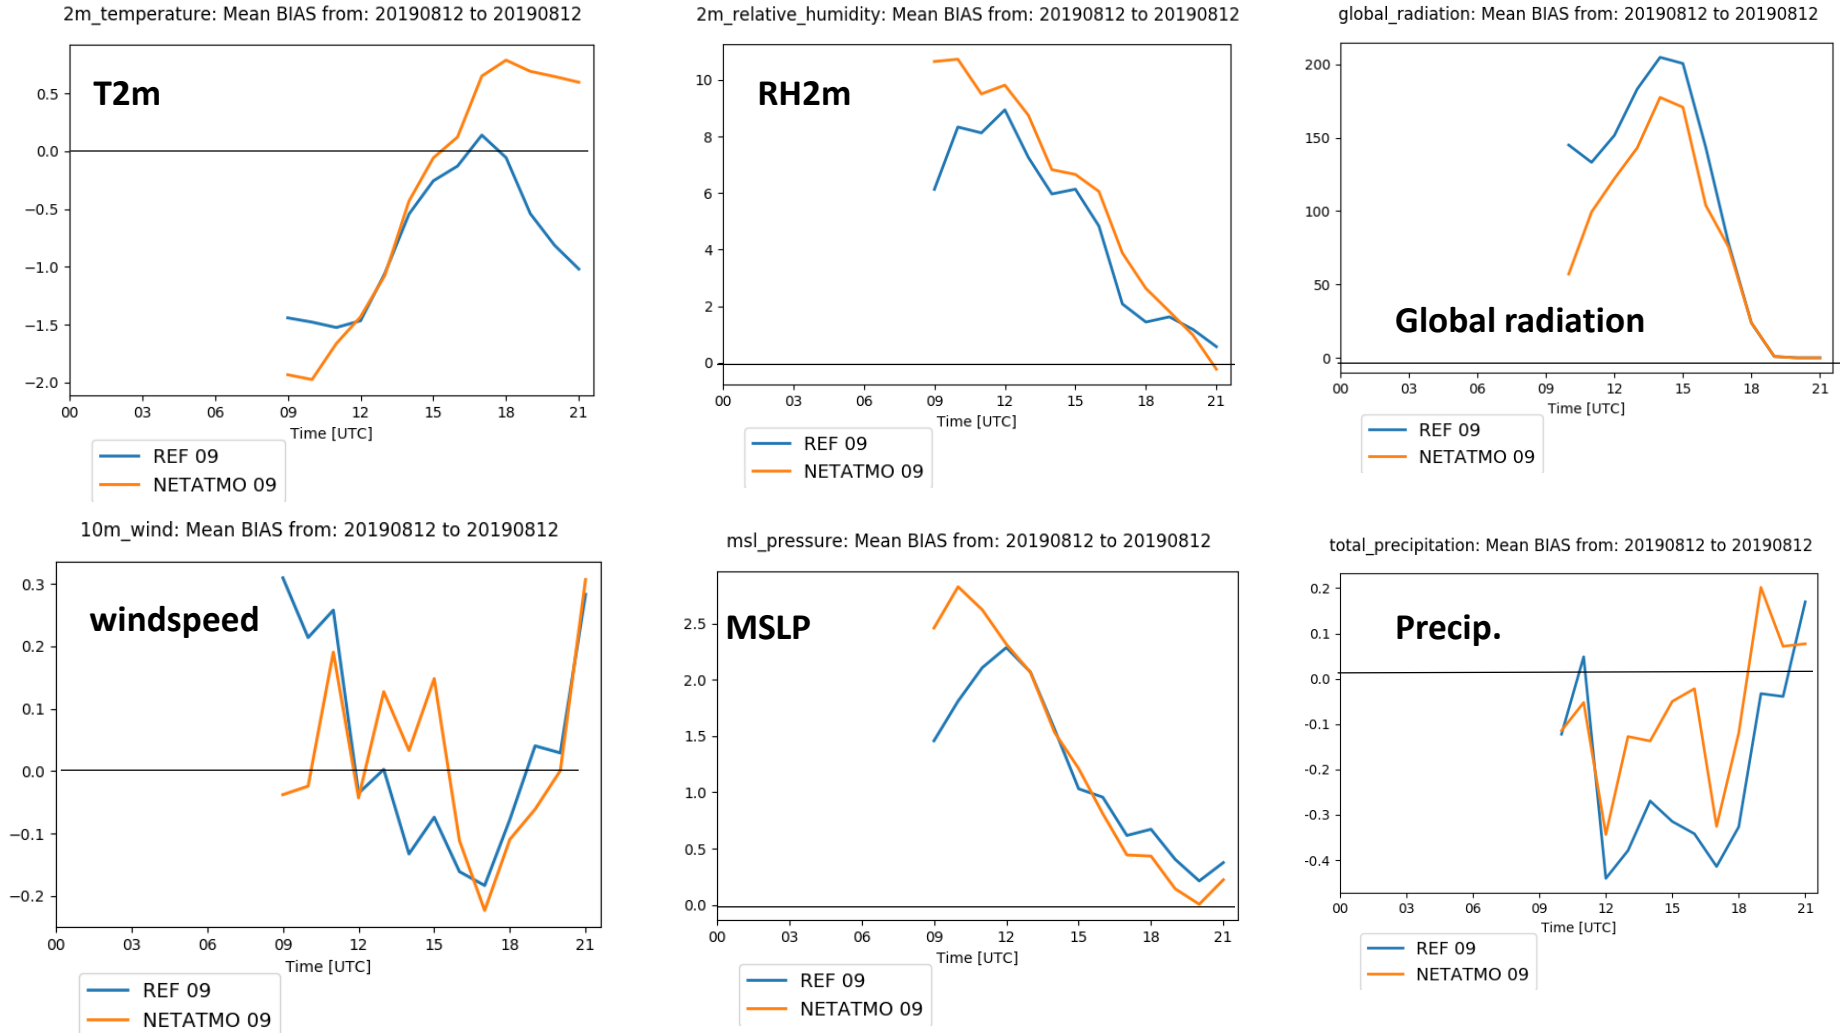 2m_temperature: Mean BIAS from: 20190812 to 20190812
T2m
0.5
0.0
−0.5
−1.0
−1.5
−2.0
00 03 06 09 12 15 18 21
Time [UTC]
REF 09
NETATMO 09
2m_relative_humidity: Mean BIAS from: 20190812 to 20190812
RH2m
10
8
6
4
2
0
00 03 06 09 12 15 18 21
Time [UTC]
REF 09
NETATMO 09
global_radiation: Mean BIAS from: 20190812 to 20190812
200
150
100
50
0
Global radiation
00 03 06 09 12 15 18 21
Time [UTC]
REF 09
NETATMO 09
10m_wind: Mean BIAS from: 20190812 to 20190812
windspeed
0.3
0.2
0.1
0.0
−0.1
−0.2
00 03 06 09 12 15 18 21
Time [UTC]
REF 09
NETATMO 09
msl_pressure: Mean BIAS from: 20190812 to 20190812
MSLP
2.5
2.0
1.5
1.0
0.5
0.0
00 03 06 09 12 15 18 21
Time [UTC]
REF 09
NETATMO 09
total_precipitation: Mean BIAS from: 20190812 to 20190812
Precip.
0.2
0.1
0.0
-0.1
-0.2
-0.3
-0.4
00 03 06 09 12 15 18 21
Time [UTC]
REF 09
NETATMO 09